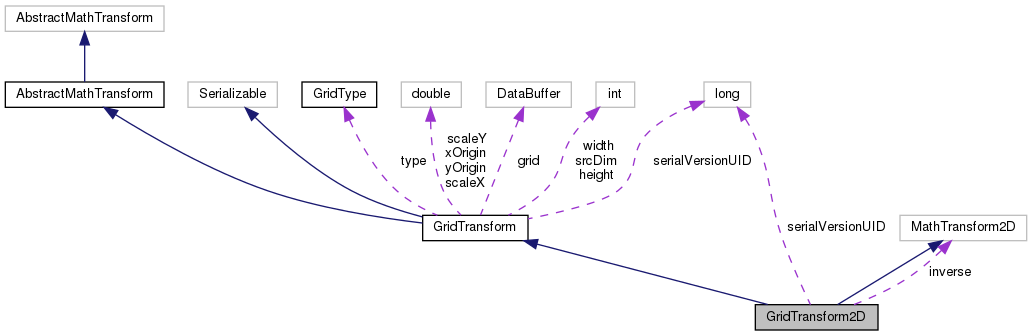 AbstractMathTransform
AbstractMathTransform
Serializable
GridType
double
DataBuffer
int
long
type
scaleY
xOrigin
yOrigin
scaleX
grid
width
srcDim
height
serialVersionUID
GridTransform
serialVersionUID
MathTransform2D
inverse
GridTransform2D